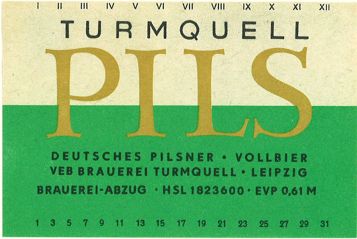 I II III IV V VI VII VIII IX X XI XII
TURMQUELL
PILS
DEUTSCHES PILSNER · VOLLBIER
VEB BRAUEREI TURMQUELL · LEIPZIG
BRAUEREI-ABZUG · HSL 1823600 · EVP 0,61 M
1 3 5 7 9 11 13 15 17 19 21 23 25 27 29 31